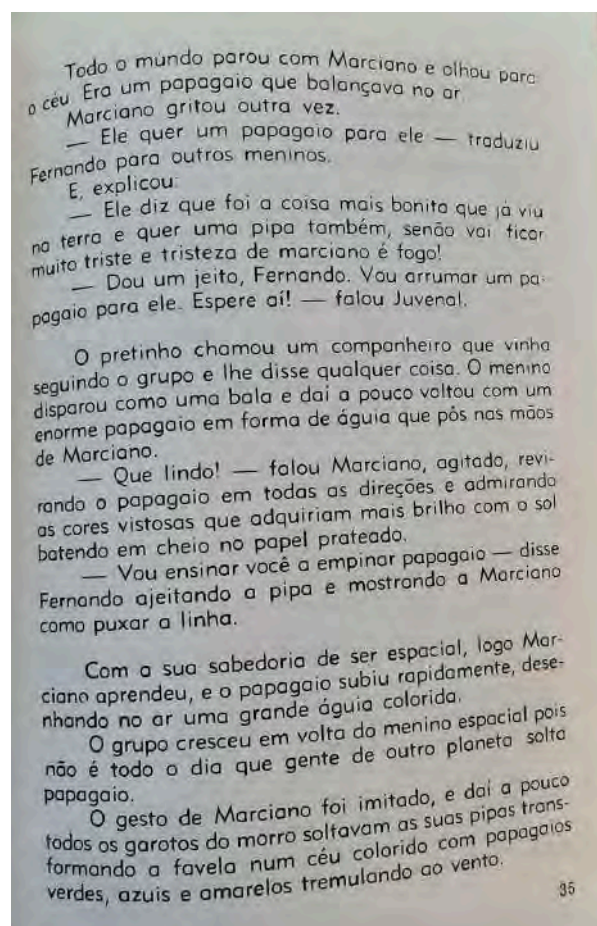 Todo o mundo parou com Marciano e olhou para
o céu. Era um papagaio que balançava no ar.
Marciano gritou outra vez.
— Ele quer um papagaio para ele — traduziu
Fernando para outros meninos.
E, explicou:
— Ele diz que foi a coisa mais bonita que já viu
na terra e quer uma pipa também, senão vai ficar
muito triste e tristeza de marciano é fogo!
— Dou um jeito, Fernando. Vou arrumar um pa-
pagaio para ele. Espere aí! — falou Juvenal.
O pretinho chamou um companheiro que vinha
seguindo o grupo e lhe disse qualquer coisa. O menino
disparou como uma bala e daí a pouco voltou com um
enorme papagaio em forma de águia que pôs nas mãos
de Marciano.
— Que lindo! — falou Marciano, agitado, revi-
rando o papagaio em todas as direções e admirando
as cores vistosas que adquiriam mais brilho com o sol
batendo em cheio no papel prateado.
— Vou ensinar você a empinar papagaio — disse
Fernando ajeitando a pipa e mostrando a Marciano
como puxar a linha.
Com a sua sabedoria de ser espacial, logo Mar-
ciano aprendeu, e o papagaio subiu rapidamente, dese-
nhando no ar uma grande águia colorida.
O grupo cresceu em volta do menino espacial pois
não é todo o dia que gente de outro planeta solta
papagaio.
O gesto de Marciano foi imitado, e daí a pouco
todos os garotos do morro soltavam as suas pipas trans-
formando a favela num céu colorido com papagaios
verdes, azuis e amarelos tremulando ao vento.
35